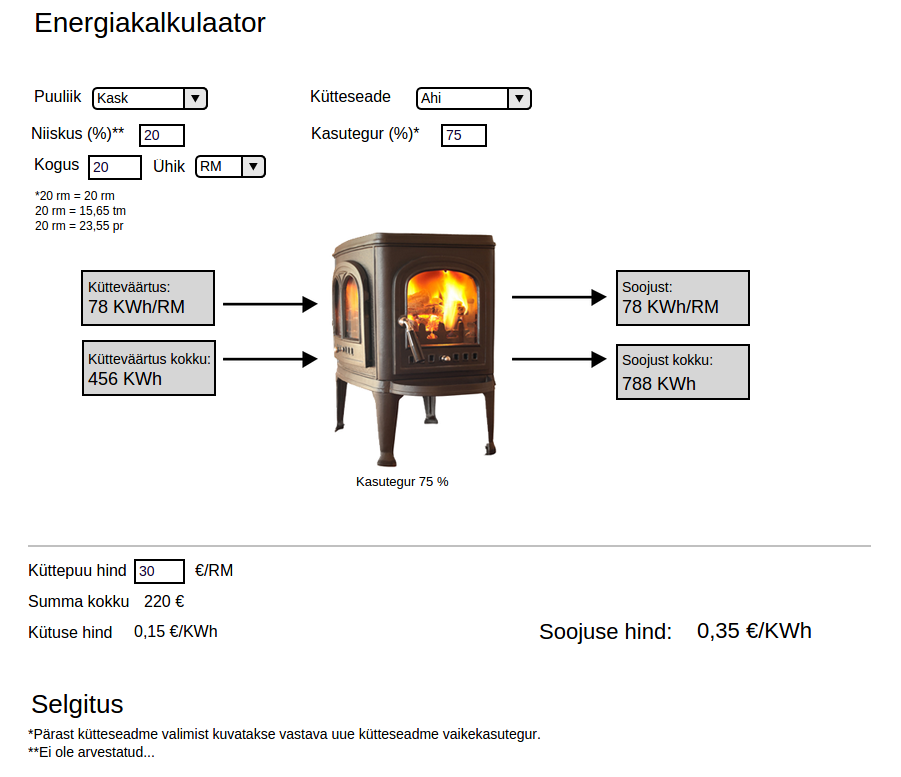 Energiakalkulaator
Puuliik Kask ▼ Kütteseade Ahi ▼
Niiskus (%)** 20 Kasutegur (%)* 75
Kogus 20 Ühik RM ▼
*20 rm = 20 rm
20 rm = 15,65 tm
20 rm = 23,55 pr
Kütteväärtus:
78 KWh/RM
Kütteväärtus kokku:
456 KWh
Soojust:
78 KWh/RM
Soojust kokku:
788 KWh
Kasutegur 75 %
Küttepuu hind 30 €/RM
Summa kokku 220 €
Kütuse hind 0,15 €/KWh
Soojuse hind: 0,35 €/KWh
Selgitus
*Pärast kütteseadme valimist kuvatakse vastava uue kütteseadme vaikekasutegur.
**Ei ole arvestatud...